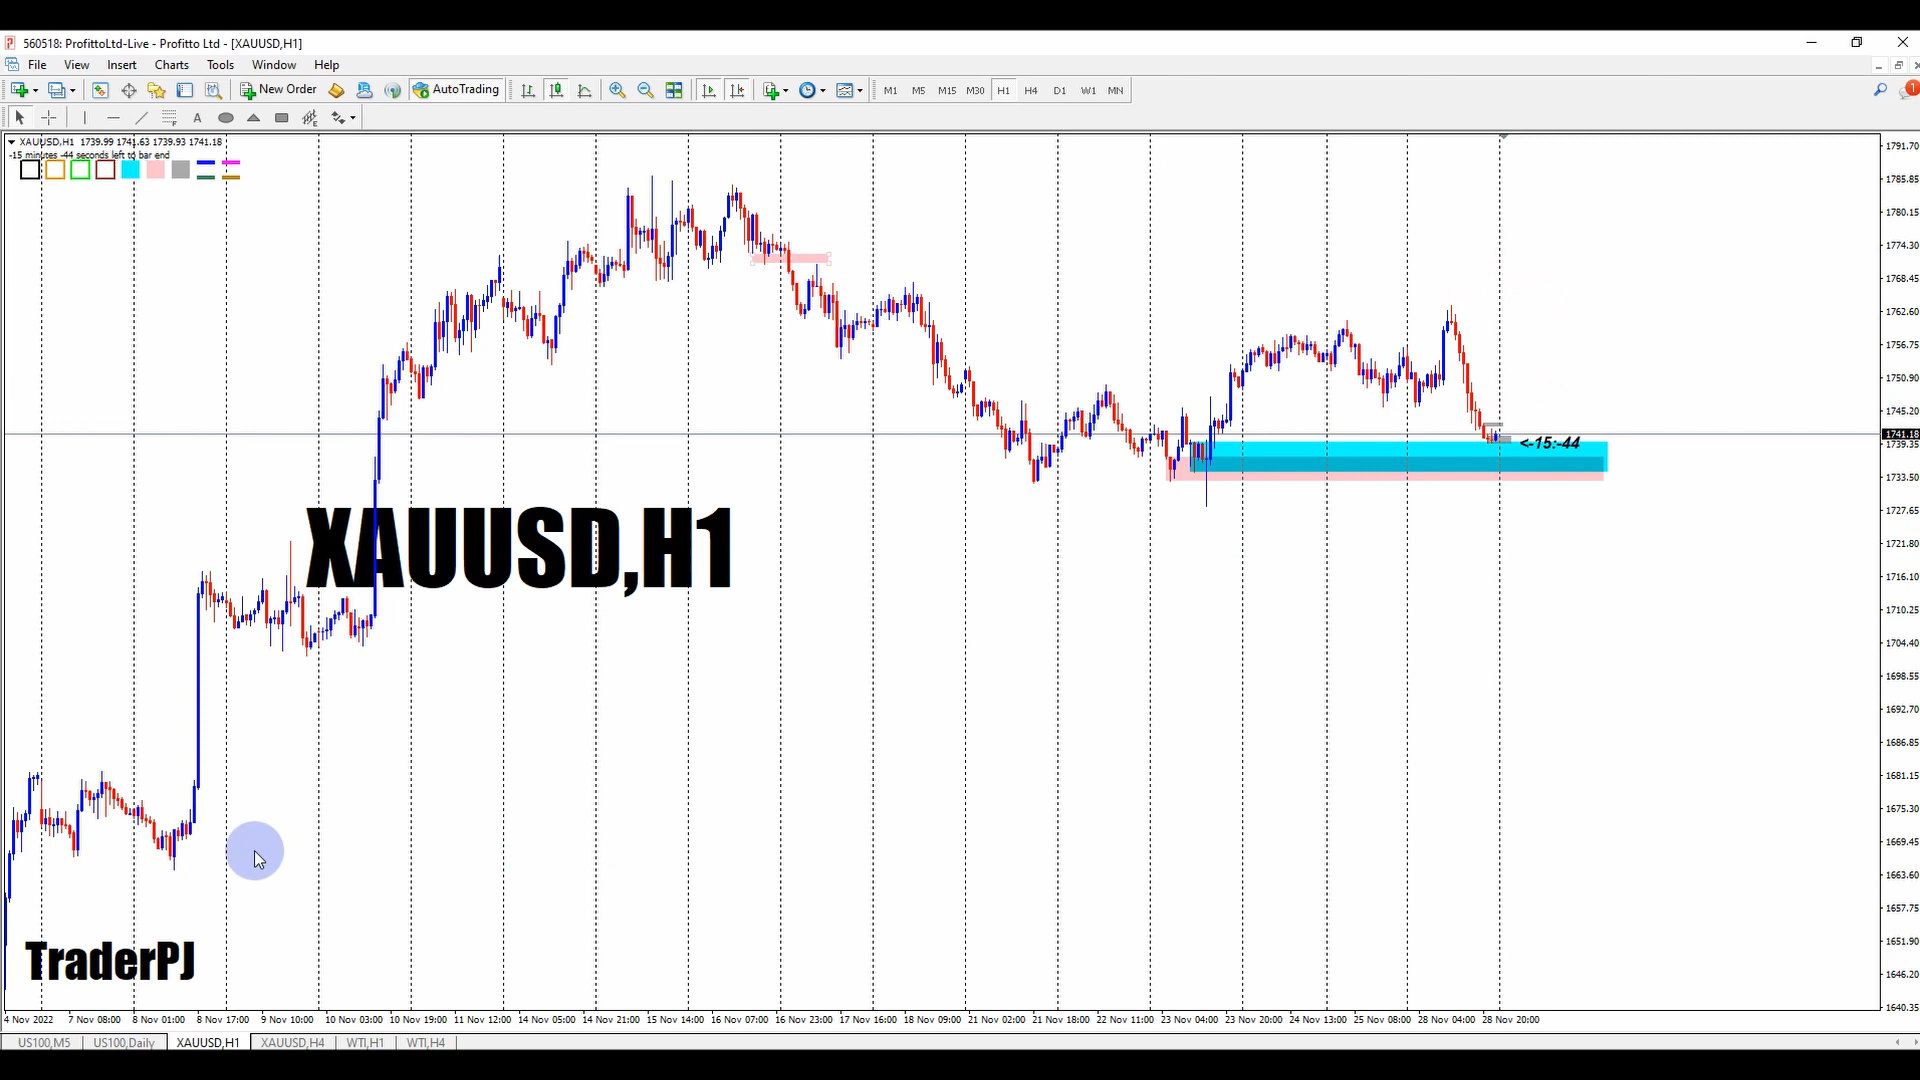 560518: ProfittoLtd-Live - Profitto Ltd - [XAUUSD,H1]
File View Insert Charts Tools Window Help
New Order AutoTrading M1 M5 M15 M30 H1 H4 D1 W1 MN 1
A F
XAUUSD,H1 1739.99 1741.63 1739.93 1741.18
-15 minutes -44 seconds left to bar end
1791.70
1785.85
1780.15
1774.30
1768.45
1762.60
1756.75
1750.90
1745.20
1741.18
<-15:-44
1739.35
1733.50
1727.65
XAUUSD,H1
1721.80
1716.10
1710.25
1704.40
1698.55
1692.70
1686.85
1681.15
1675.30
1669.45
1663.60
1657.75
TraderPJ
1651.90
1646.20
1640.35
4 Nov 2022 7 Nov 08:00 8 Nov 01:00 8 Nov 17:00 9 Nov 10:00 10 Nov 03:00 10 Nov 19:00 11 Nov 12:00 14 Nov 05:00 14 Nov 21:00 15 Nov 14:00 16 Nov 07:00 16 Nov 23:00 17 Nov 16:00 18 Nov 09:00 21 Nov 02:00 21 Nov 18:00 22 Nov 11:00 23 Nov 04:00 23 Nov 20:00 24 Nov 13:00 25 Nov 08:00 28 Nov 04:00 28 Nov 20:00
US100,M5 US100,Daily XAUUSD,H1 XAUUSD,H4 WTI,H1 WTI,H4